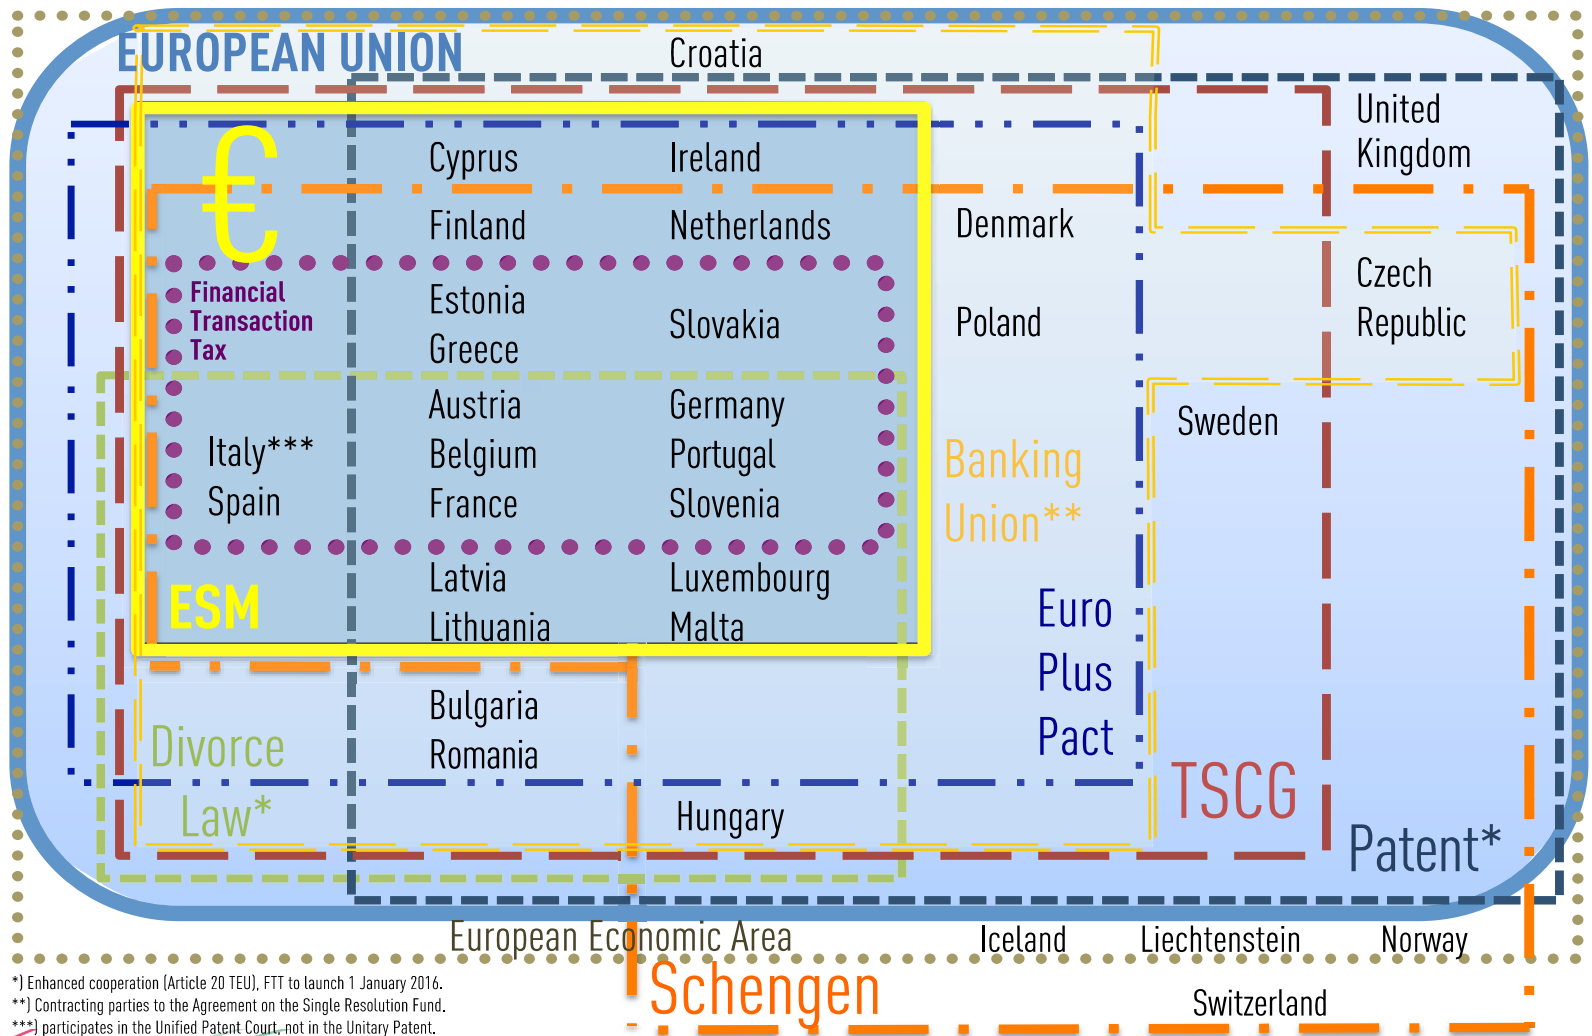 EUROPEAN UNION
Croatia
United
Kingdom
€
Cyprus
Ireland
Finland
Netherlands
Denmark
Financial
Transaction
Tax
Estonia
Greece
Slovakia
Poland
Czech
Republic
Italy***
Spain
Austria
Belgium
France
Germany
Portugal
Slovenia
Sweden
Banking
Union**
ESM
Latvia
Lithuania
Luxembourg
Malta
Euro
Plus
Pact
Divorce
Law*
Bulgaria
Romania
Hungary
TSCG
Patent*
European Economic Area
Iceland
Liechtenstein
Norway
Schengen
Switzerland
*) Enhanced cooperation (Article 20 TEU), FTT to launch 1 January 2016.
**) Contracting parties to the Agreement on the Single Resolution Fund.
***) participates in the Unified Patent Court, not in the Unitary Patent.